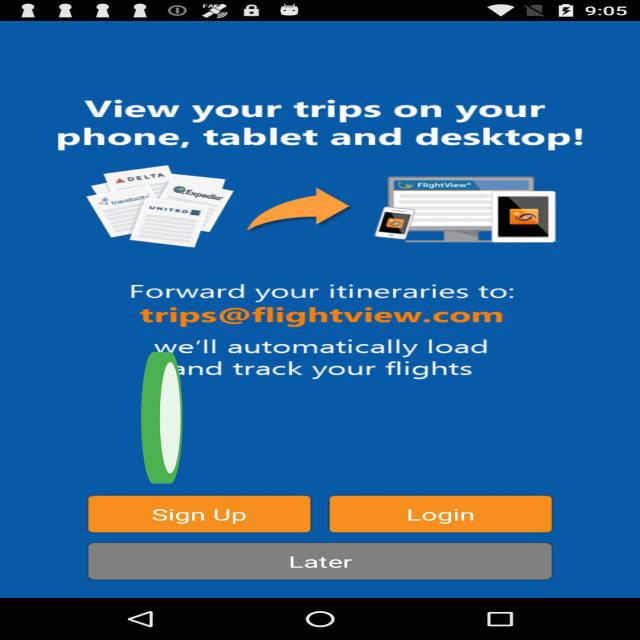 FAKE
9:05
View your trips on your
phone, tablet and desktop!
DELTA
Expedia
travelocity
UNITED
FlightView
Forward your itineraries to:
trips@flightview.com
we'll automatically load
and track your flights
Sign Up
Login
Later